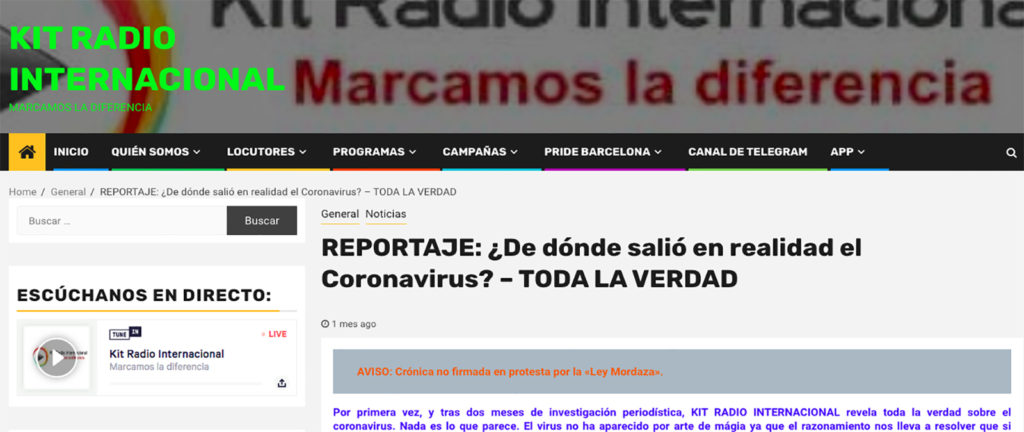 Kit Radio Internaciona
Marcamos la diferencia
KIT RADIO
INTERNACIONAL
MARCAMOS LA DIFERENCIA
INICIO QUIÉN SOMOS LOCUTORES PROGRAMAS CAMPAÑAS PRIDE BARCELONA CANAL DE TELEGRAM APP
Home / General / REPORTAJE: ¿De dónde salió en realidad el Coronavirus? – TODA LA VERDAD
Buscar ... Buscar
ESCÚCHANOS EN DIRECTO:
TUNE IN LIVE
Kit Radio Internacional
Marcamos la diferencia
General Noticias
REPORTAJE: ¿De dónde salió en realidad el
Coronavirus? – TODA LA VERDAD
1 mes ago
AVISO: Crónica no firmada en protesta por la «Ley Mordaza».
Por primera vez, y tras dos meses de investigación periodística, KIT RADIO INTERNACIONAL revela toda la verdad sobre el
coronavirus. Nada es lo que parece. El virus no ha aparecido por arte de mágia ya que el razonamiento nos lleva a resolver que si